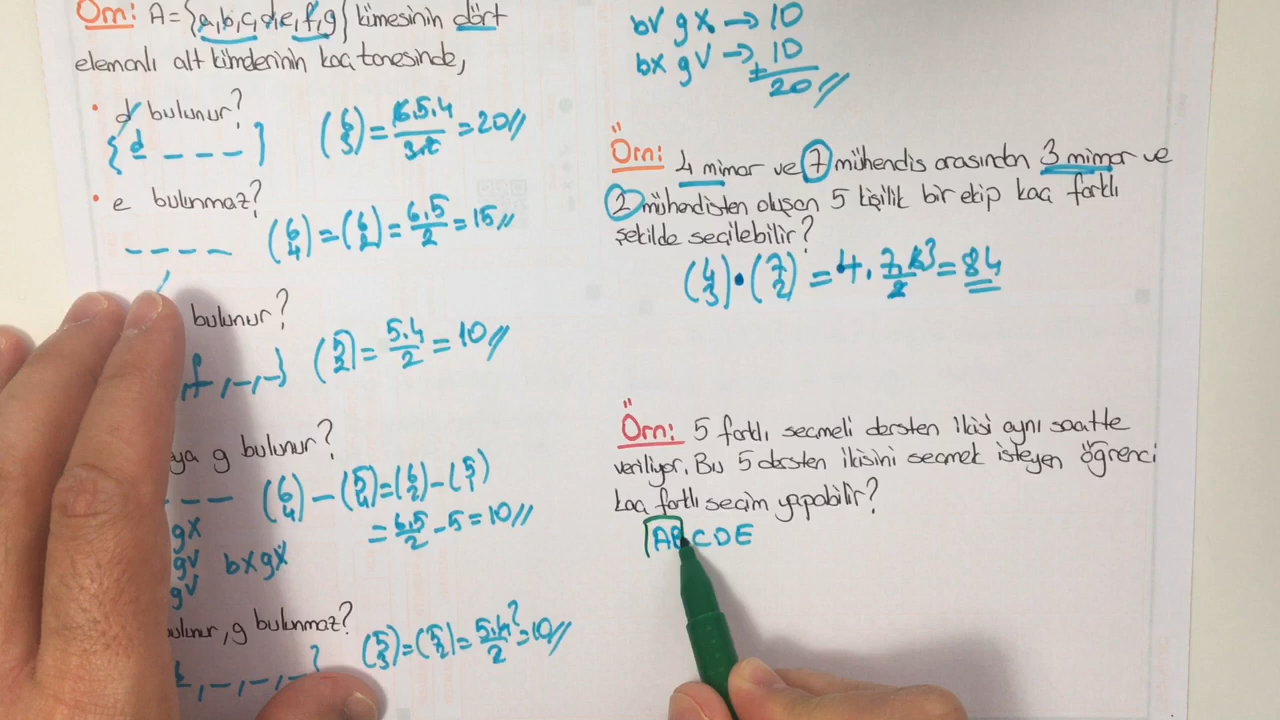 Örn: A={a,b,c,d,e,f,g} kümesinin dört
elemanlı alt kümelerinin kaç tanesinde,
• d bulunur?
{d _ _ _} (6 3) = 6.5.4/3.2 = 20//
• e bulunmaz?
_ _ _ _ (6 4) = (6 2) = 6.5/2 = 15//
bulunur?
,f,_,_} (5 2) = 5.4/2 = 10//
ya g bulunur?
_ _ _ (6 4) - (5 4) = (6 2) - (5 1)
= 6.5/2 - 5 = 10//
gX
gV bXgX
gV
bulunur, g bulunmaz?
_,_,_,} (5 3) = (5 2) = 5.4 2/2 = 10//
bV gX → 10
bX gV → 10
+ 20//
Örn: 4 mimar ve 7 mühendis arasından 3 mimar ve
2 mühendisten oluşan 5 kişilik bir ekip kaç farklı
şekilde seçilebilir?
(4 3) • (7 2) = 4. 7.6 3/2 = 84
Örn: 5 farklı seçmeli dersten ikisi aynı saatte
veriliyor. Bu 5 dersten ikisini seçmek isteyen öğrenci
kaç farklı seçim yapabilir?
ABCDE